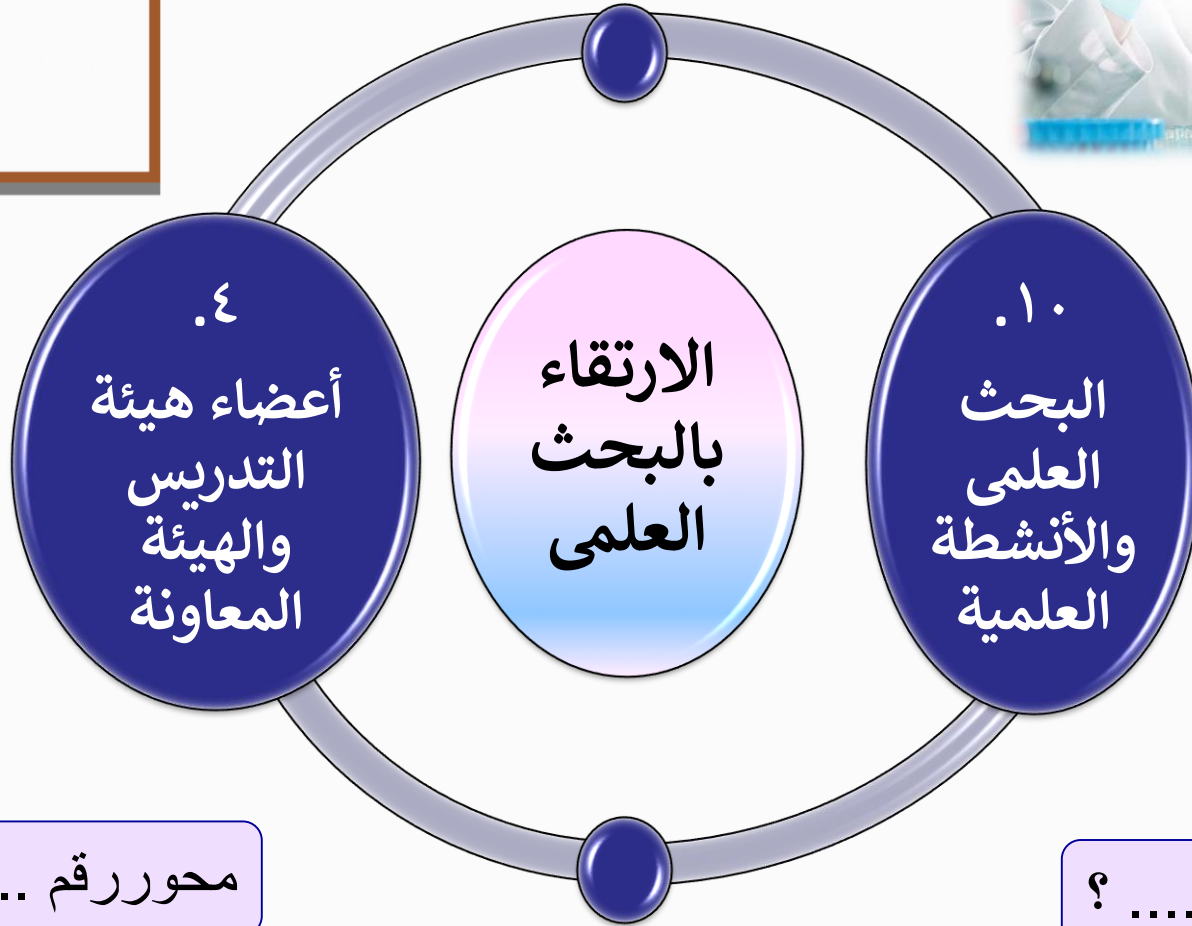 ١٠.
البحث
العلمى
والأنشطة
العلمية
الارتقاء
بالبحث
العلمى
٤.
أعضاء هيئة
التدريس
والهيئة
المعاونة
.... ؟
محوررقم ..